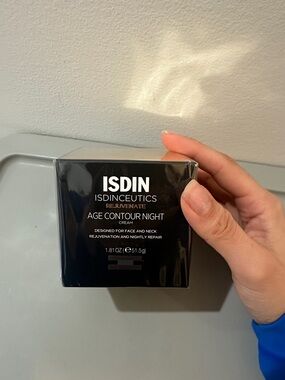 ISDIN
ISDINCEUTICS
REJUVENATE
AGE CONTOUR NIGHT
CREAM
DESIGNED FOR FACE AND NECK
REJUVENATION AND NIGHTLY REPAIR
1.81 OZ (℮51.5g)